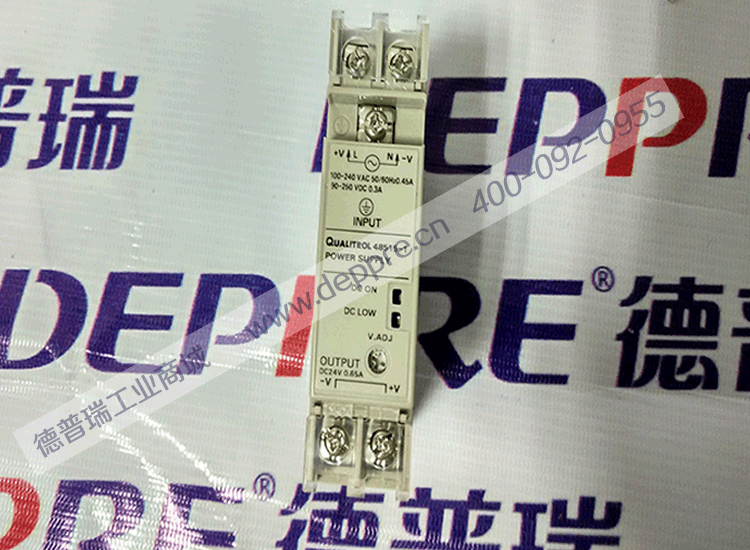 德普瑞 DEPPRE
+V L N -V
100-240 VAC 50/60Hz 0.45A
90-250 VDC 0.3A
INPUT
QUALITROL
POWER SUPPLY
DC ON
DC LOW
V.ADJ
OUTPUT
DC24V 0.65A
-V +V
DEPPRE® 德普瑞
PPRE® 德普瑞
德普瑞工业商城 www.deppre.cn 400-092-0955